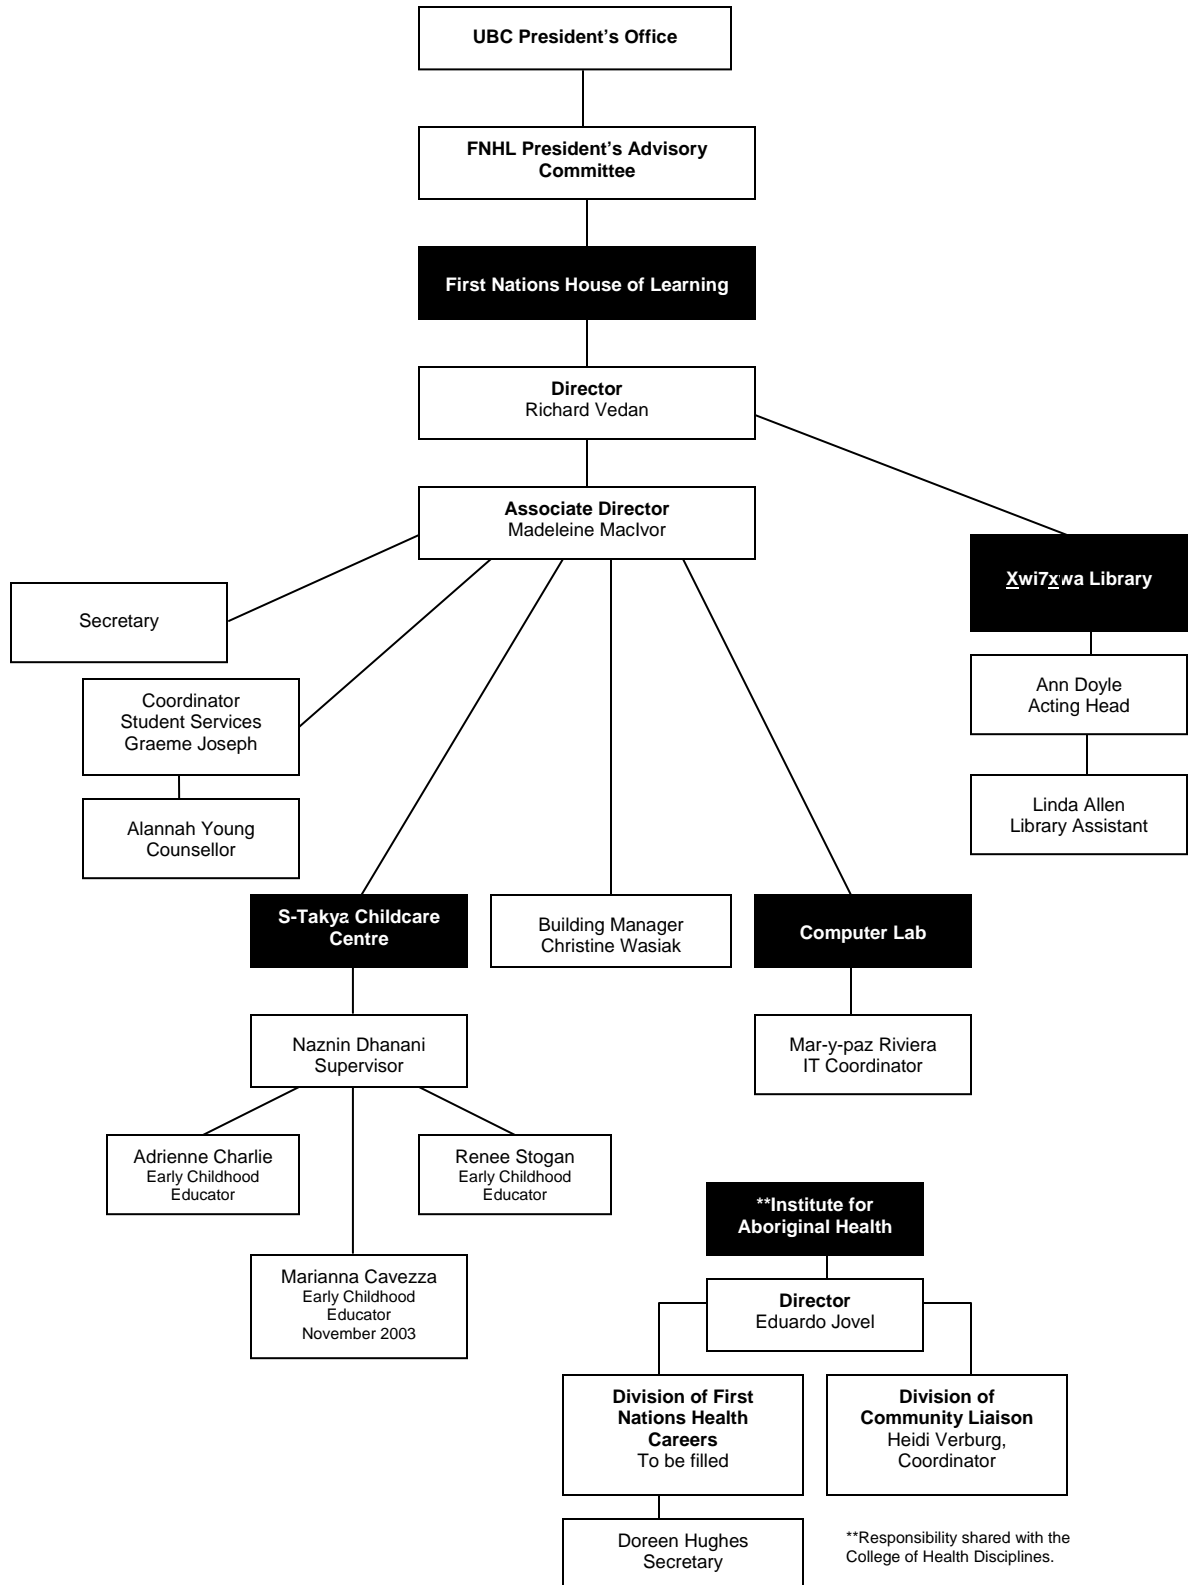 UBC President’s Office
FNHL President’s Advisory
Committee
First Nations House of Learning
Director
Richard Vedan
Associate Director
Madeleine MacIvor
Xwi7xwa Library
Secretary
Ann Doyle
Acting Head
Coordinator
Student Services
Graeme Joseph
Linda Allen
Library Assistant
Alannah Young
Counsellor
S-Takya Childcare
Centre
Building Manager
Christine Wasiak
Computer Lab
Naznin Dhanani
Supervisor
Mar-y-paz Riviera
IT Coordinator
Adrienne Charlie
Early Childhood
Educator
Renee Stogan
Early Childhood
Educator
Marianna Cavezza
Early Childhood
Educator
November 2003
**Institute for
Aboriginal Health
Director
Eduardo Jovel
Division of First
Nations Health
Careers
To be filled
Division of
Community Liaison
Heidi Verburg,
Coordinator
Doreen Hughes
Secretary
**Responsibility shared with the
College of Health Disciplines.